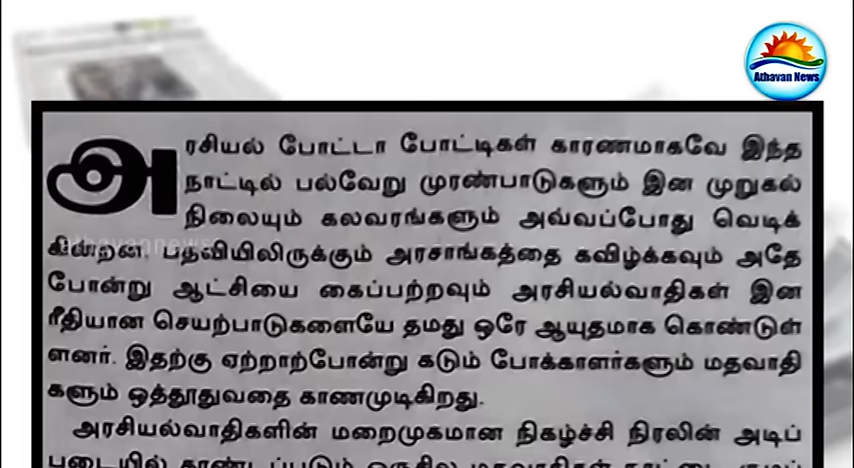 Athavan News
அரசியல் போட்டா போட்டிகள் காரணமாகவே இந்த
நாட்டில் பல்வேறு முரண்பாடுகளும் இன முறுகல்
நிலையும் கலவரங்களும் அவ்வப்போது வெடிக்
athavannews
கின்றன. பதவியிலிருக்கும் அரசாங்கத்தை கவிழ்க்கவும் அதே
போன்று ஆட்சியை கைப்பற்றவும் அரசியல்வாதிகள் இன
ரீதியான செயற்பாடுகளையே தமது ஒரே ஆயுதமாக கொண்டுள்
ளனர். இதற்கு ஏற்றாற்போன்று கடும் போக்காளர்களும் மதவாதி
களும் ஒத்தூதுவதை காணமுடிகிறது.
அரசியல்வாதிகளின் மறைமுகமான நிகழ்ச்சி நிரலின் அடிப்